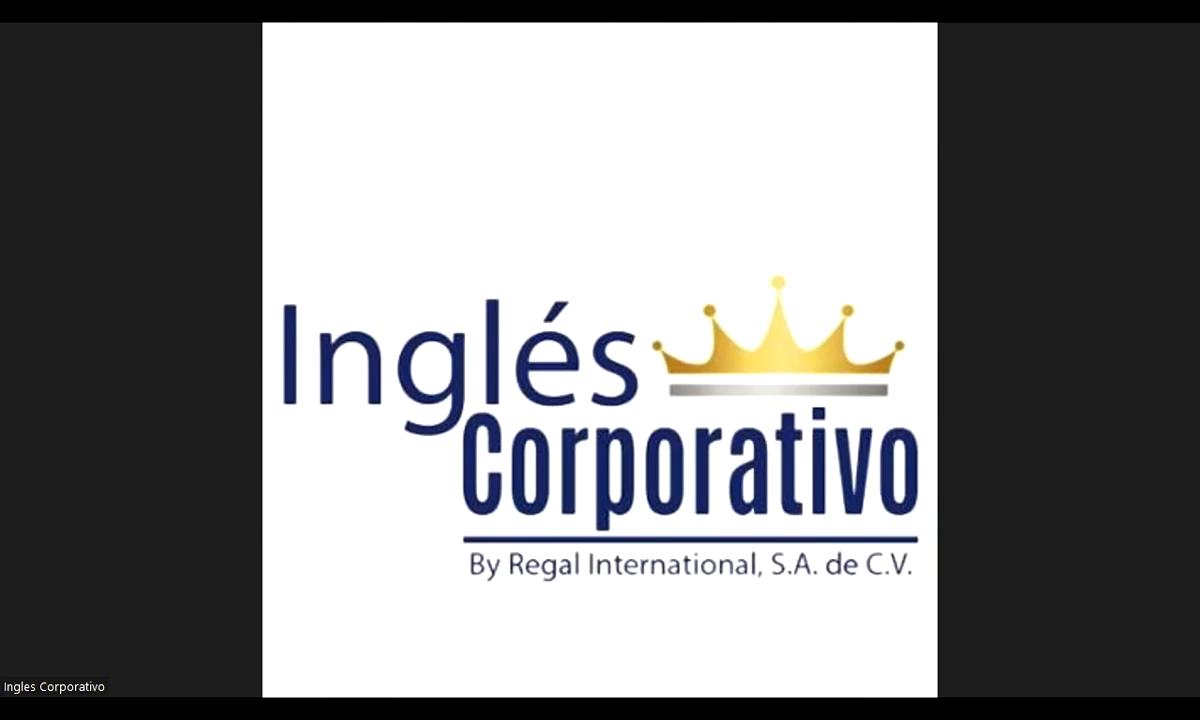 Inglés
Corporativo
By Regal International, S.A. de C.V.
Ingles Corporativo